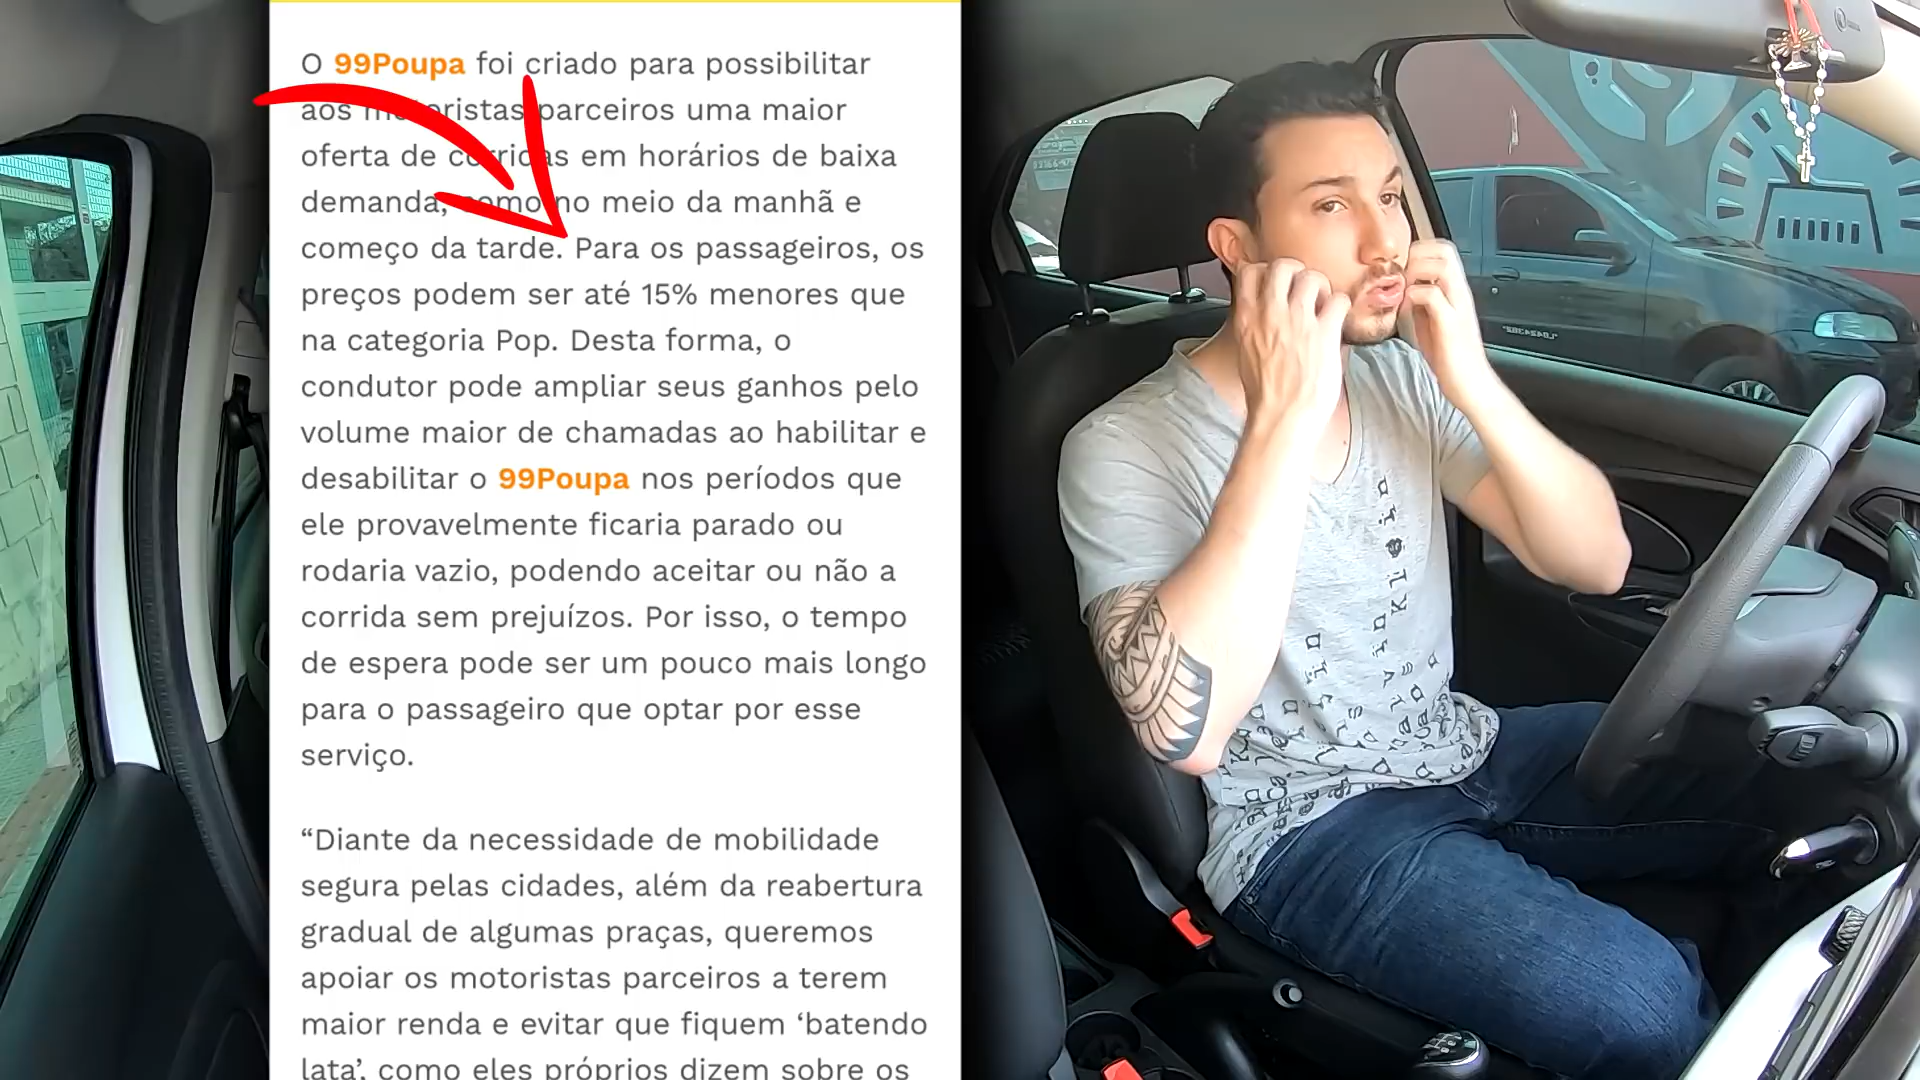 O 99Poupa foi criado para possibilitar
aos motoristas parceiros uma maior
oferta de corridas em horários de baixa
demanda, como no meio da manhã e
começo da tarde. Para os passageiros, os
preços podem ser até 15% menores que
na categoria Pop. Desta forma, o
condutor pode ampliar seus ganhos pelo
volume maior de chamadas ao habilitar e
desabilitar o 99Poupa nos períodos que
ele provavelmente ficaria parado ou
rodaria vazio, podendo aceitar ou não a
corrida sem prejuízos. Por isso, o tempo
de espera pode ser um pouco mais longo
para o passageiro que optar por esse
serviço.
“Diante da necessidade de mobilidade
segura pelas cidades, além da reabertura
gradual de algumas praças, queremos
apoiar os motoristas parceiros a terem
maior renda e evitar que fiquem ‘batendo
lata’, como eles próprios dizem sobre os